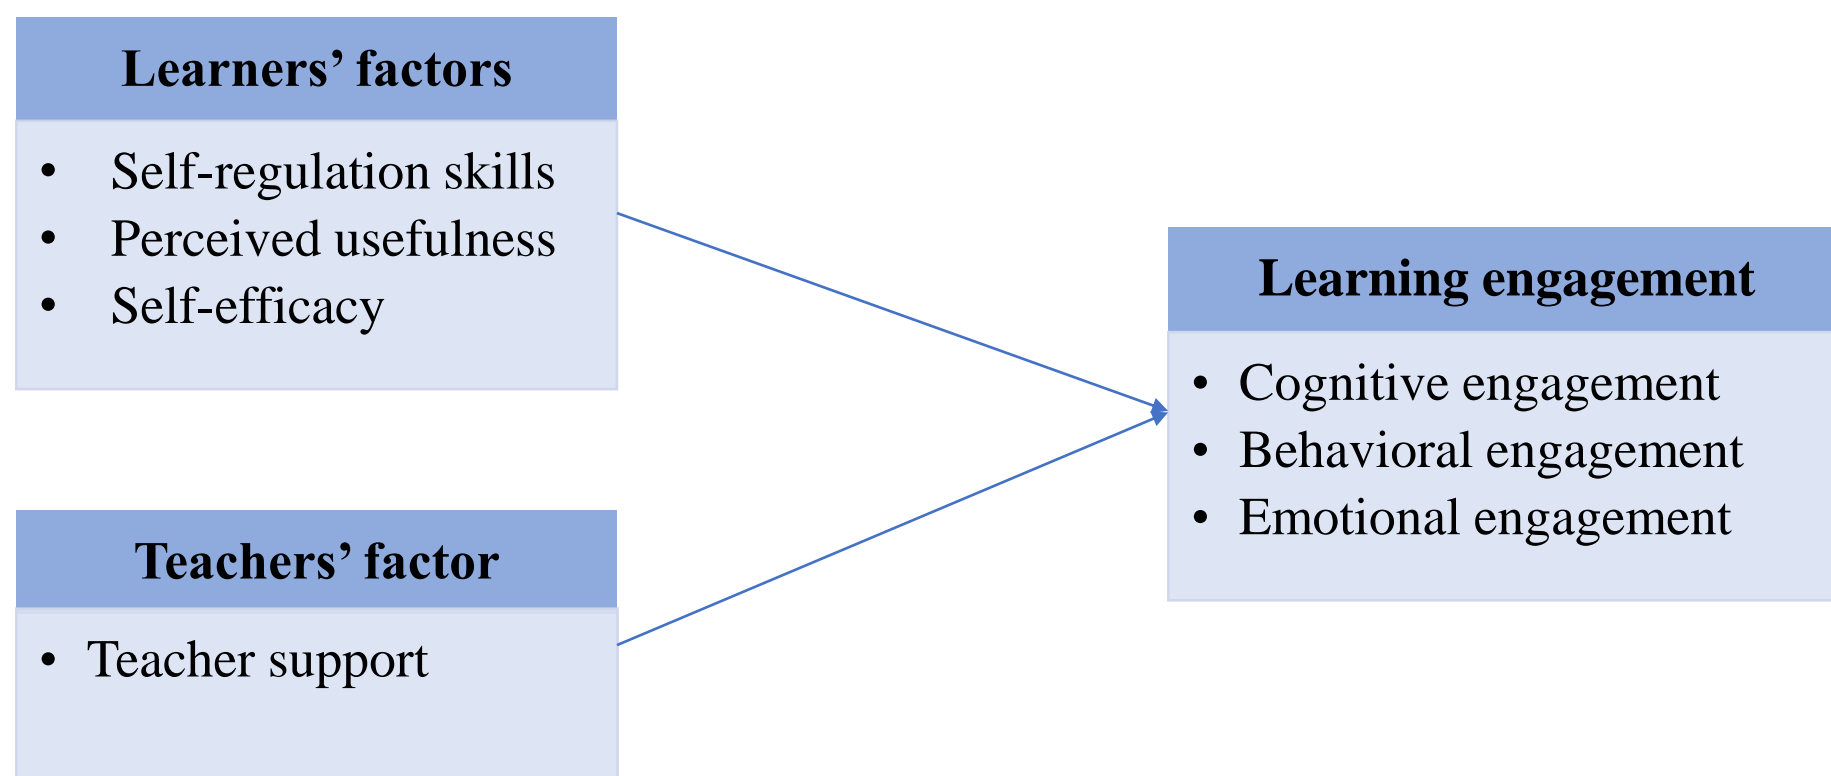 Learners’ factors
• Self-regulation skills
• Perceived usefulness
• Self-efficacy
Teachers’ factor
• Teacher support
Learning engagement
• Cognitive engagement
• Behavioral engagement
• Emotional engagement